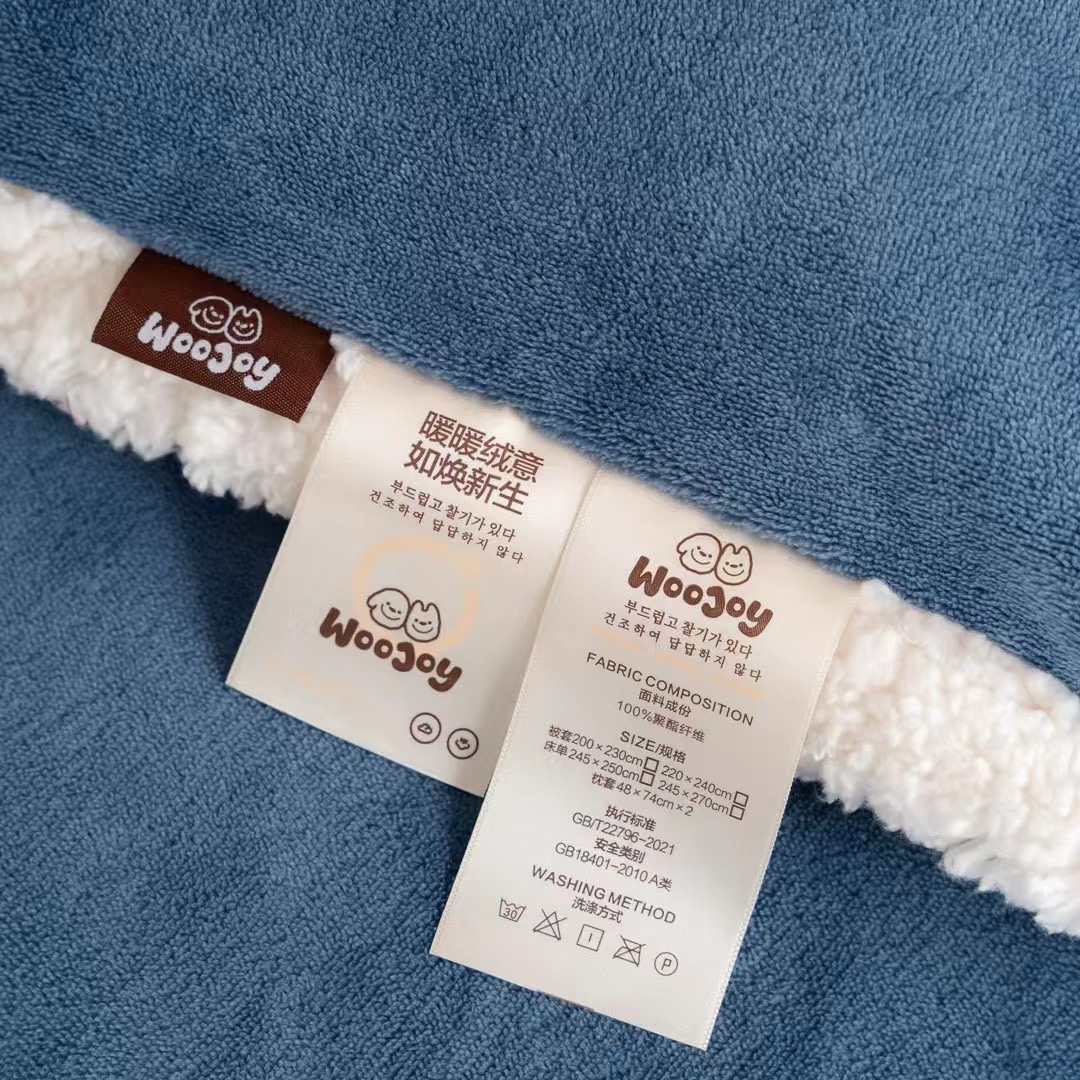 WOOJOY
暖暖绒意
如焕新生
부드럽고 찰기가 있다
건조하여 답답하지 않다
WOOJOY
WOOJOY
부드럽고 찰기가 있다
건조하여 답답하지 않다
FABRIC COMPOSITION
面料成份
100%聚酯纤维
SIZE/规格
被套200×230cm□ 220×240cm□
床单245×250cm□ 245×270cm□
枕套48×74cm×2
执行标准
GB/T22796-2021
安全类别
GB18401-2010 A类
WASHING METHOD
洗涤方式
30
P